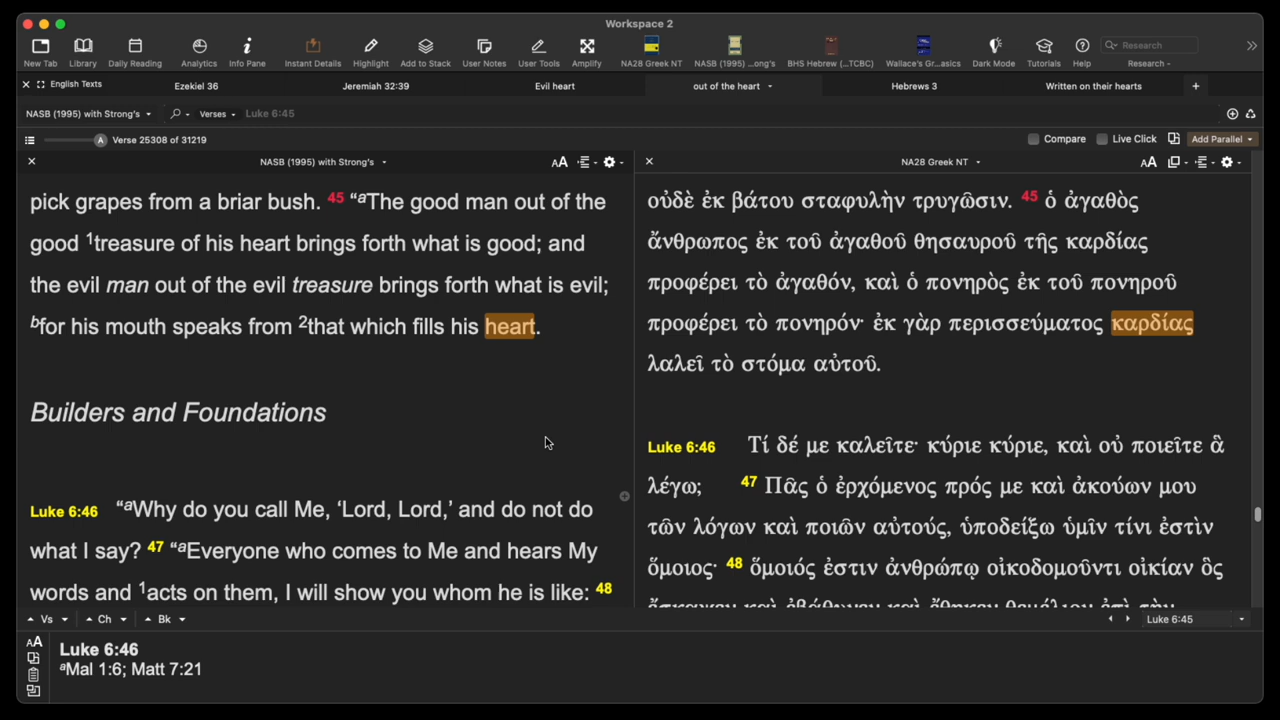 Workspace 2
New Tab Library Daily Reading Analytics Info Pane Instant Details Highlight Add to Stack User Notes User Tools Amplify NA28 Greek NT NASB (1995) ...ong's BHS Hebrew (...TCBC) Wallace's Gr...asics Dark Mode Tutorials Help Research
Research
English Texts Ezekiel 36 Jeremiah 32:39 Evil heart out of the heart Hebrews 3 Written on their hearts +
NASB (1995) with Strong's Verses Luke 6:45
A Verse 25308 of 31219 Compare Live Click Add Parallel
NASB (1995) with Strong's AA
pick grapes from a briar bush. 45 “aThe good man out of the
good 1treasure of his heart brings forth what is good; and
the evil man out of the evil treasure brings forth what is evil;
bfor his mouth speaks from 2that which fills his heart.
Builders and Foundations
Luke 6:46 “aWhy do you call Me, ‘Lord, Lord,’ and do not do
what I say? 47 “aEveryone who comes to Me and hears My
words and 1acts on them, I will show you whom he is like: 48
NA28 Greek NT AA
οὐδὲ ἐκ βάτου σταφυλὴν τρυγῶσιν. 45 ὁ ἀγαθὸς
ἄνθρωπος ἐκ τοῦ ἀγαθοῦ θησαυροῦ τῆς καρδίας
προφέρει τὸ ἀγαθόν, καὶ ὁ πονηρὸς ἐκ τοῦ πονηροῦ
προφέρει τὸ πονηρόν· ἐκ γὰρ περισσεύματος καρδίας
λαλεῖ τὸ στόμα αὐτοῦ.
Luke 6:46 Τί δέ με καλεῖτε· κύριε κύριε, καὶ οὐ ποιεῖτε ἃ
λέγω; 47 Πᾶς ὁ ἐρχόμενος πρός με καὶ ἀκούων μου
τῶν λόγων καὶ ποιῶν αὐτούς, ὑποδείξω ὑμῖν τίνι ἐστὶν
ὅμοιος· 48 ὅμοιός ἐστιν ἀνθρώπῳ οἰκοδομοῦντι οἰκίαν ὃς
Vs Ch Bk Luke 6:45
AA Luke 6:46
aMal 1:6; Matt 7:21